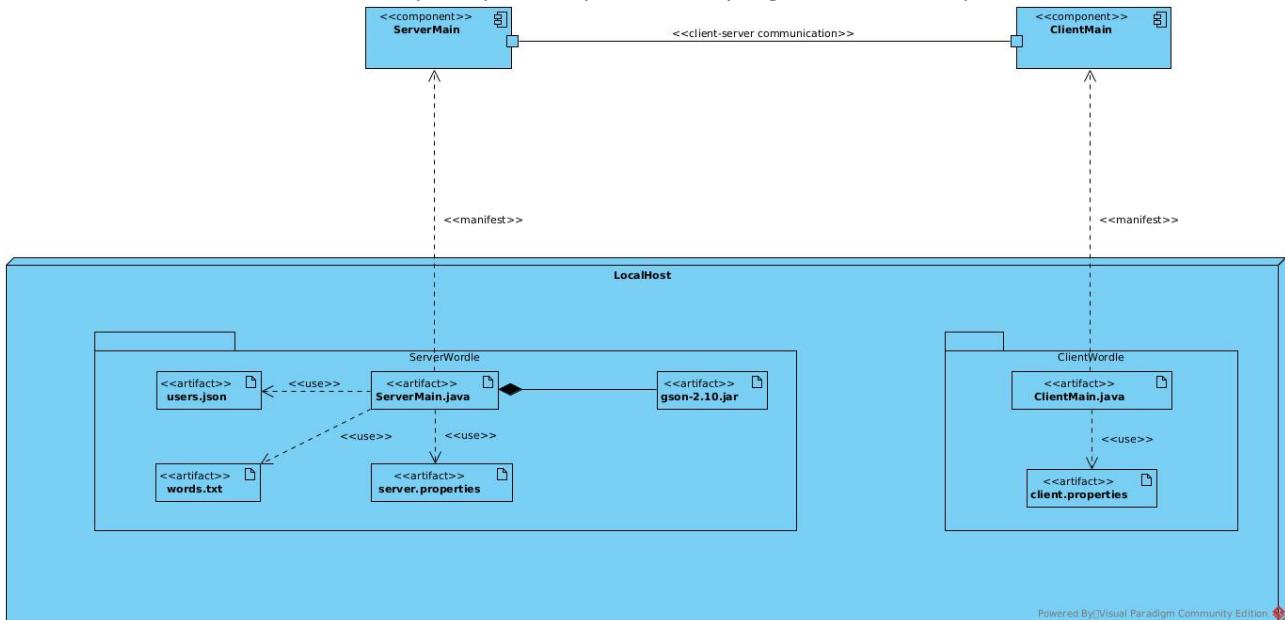 <<component>>
ServerMain
<<client-server communication>>
<<component>>
ClientMain
<<manifest>>
<<manifest>>
LocalHost
ServerWordle
ClientWordle
<<artifact>>
users.json
<<use>>
<<artifact>>
ServerMain.java
<<artifact>>
gson-2.10.jar
<<artifact>>
ClientMain.java
<<use>>
<<use>>
<<use>>
<<artifact>>
words.txt
<<artifact>>
server.properties
<<artifact>>
client.properties
Powered By Visual Paradigm Community Edition